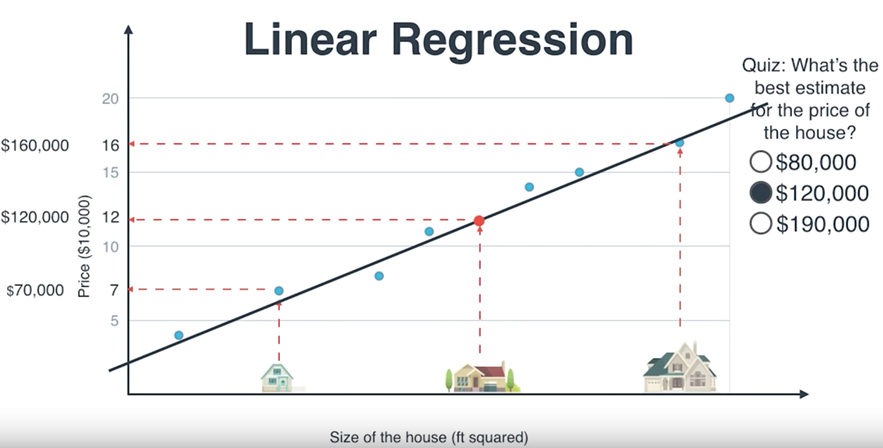 Linear Regression
Quiz: What's the
best estimate
for the price of
the house?
$80,000
$120,000
$190,000
20
$160,000
16
15
$120,000
12
10
$70,000
7
5
Price ($10,000)
Size of the house (ft squared)